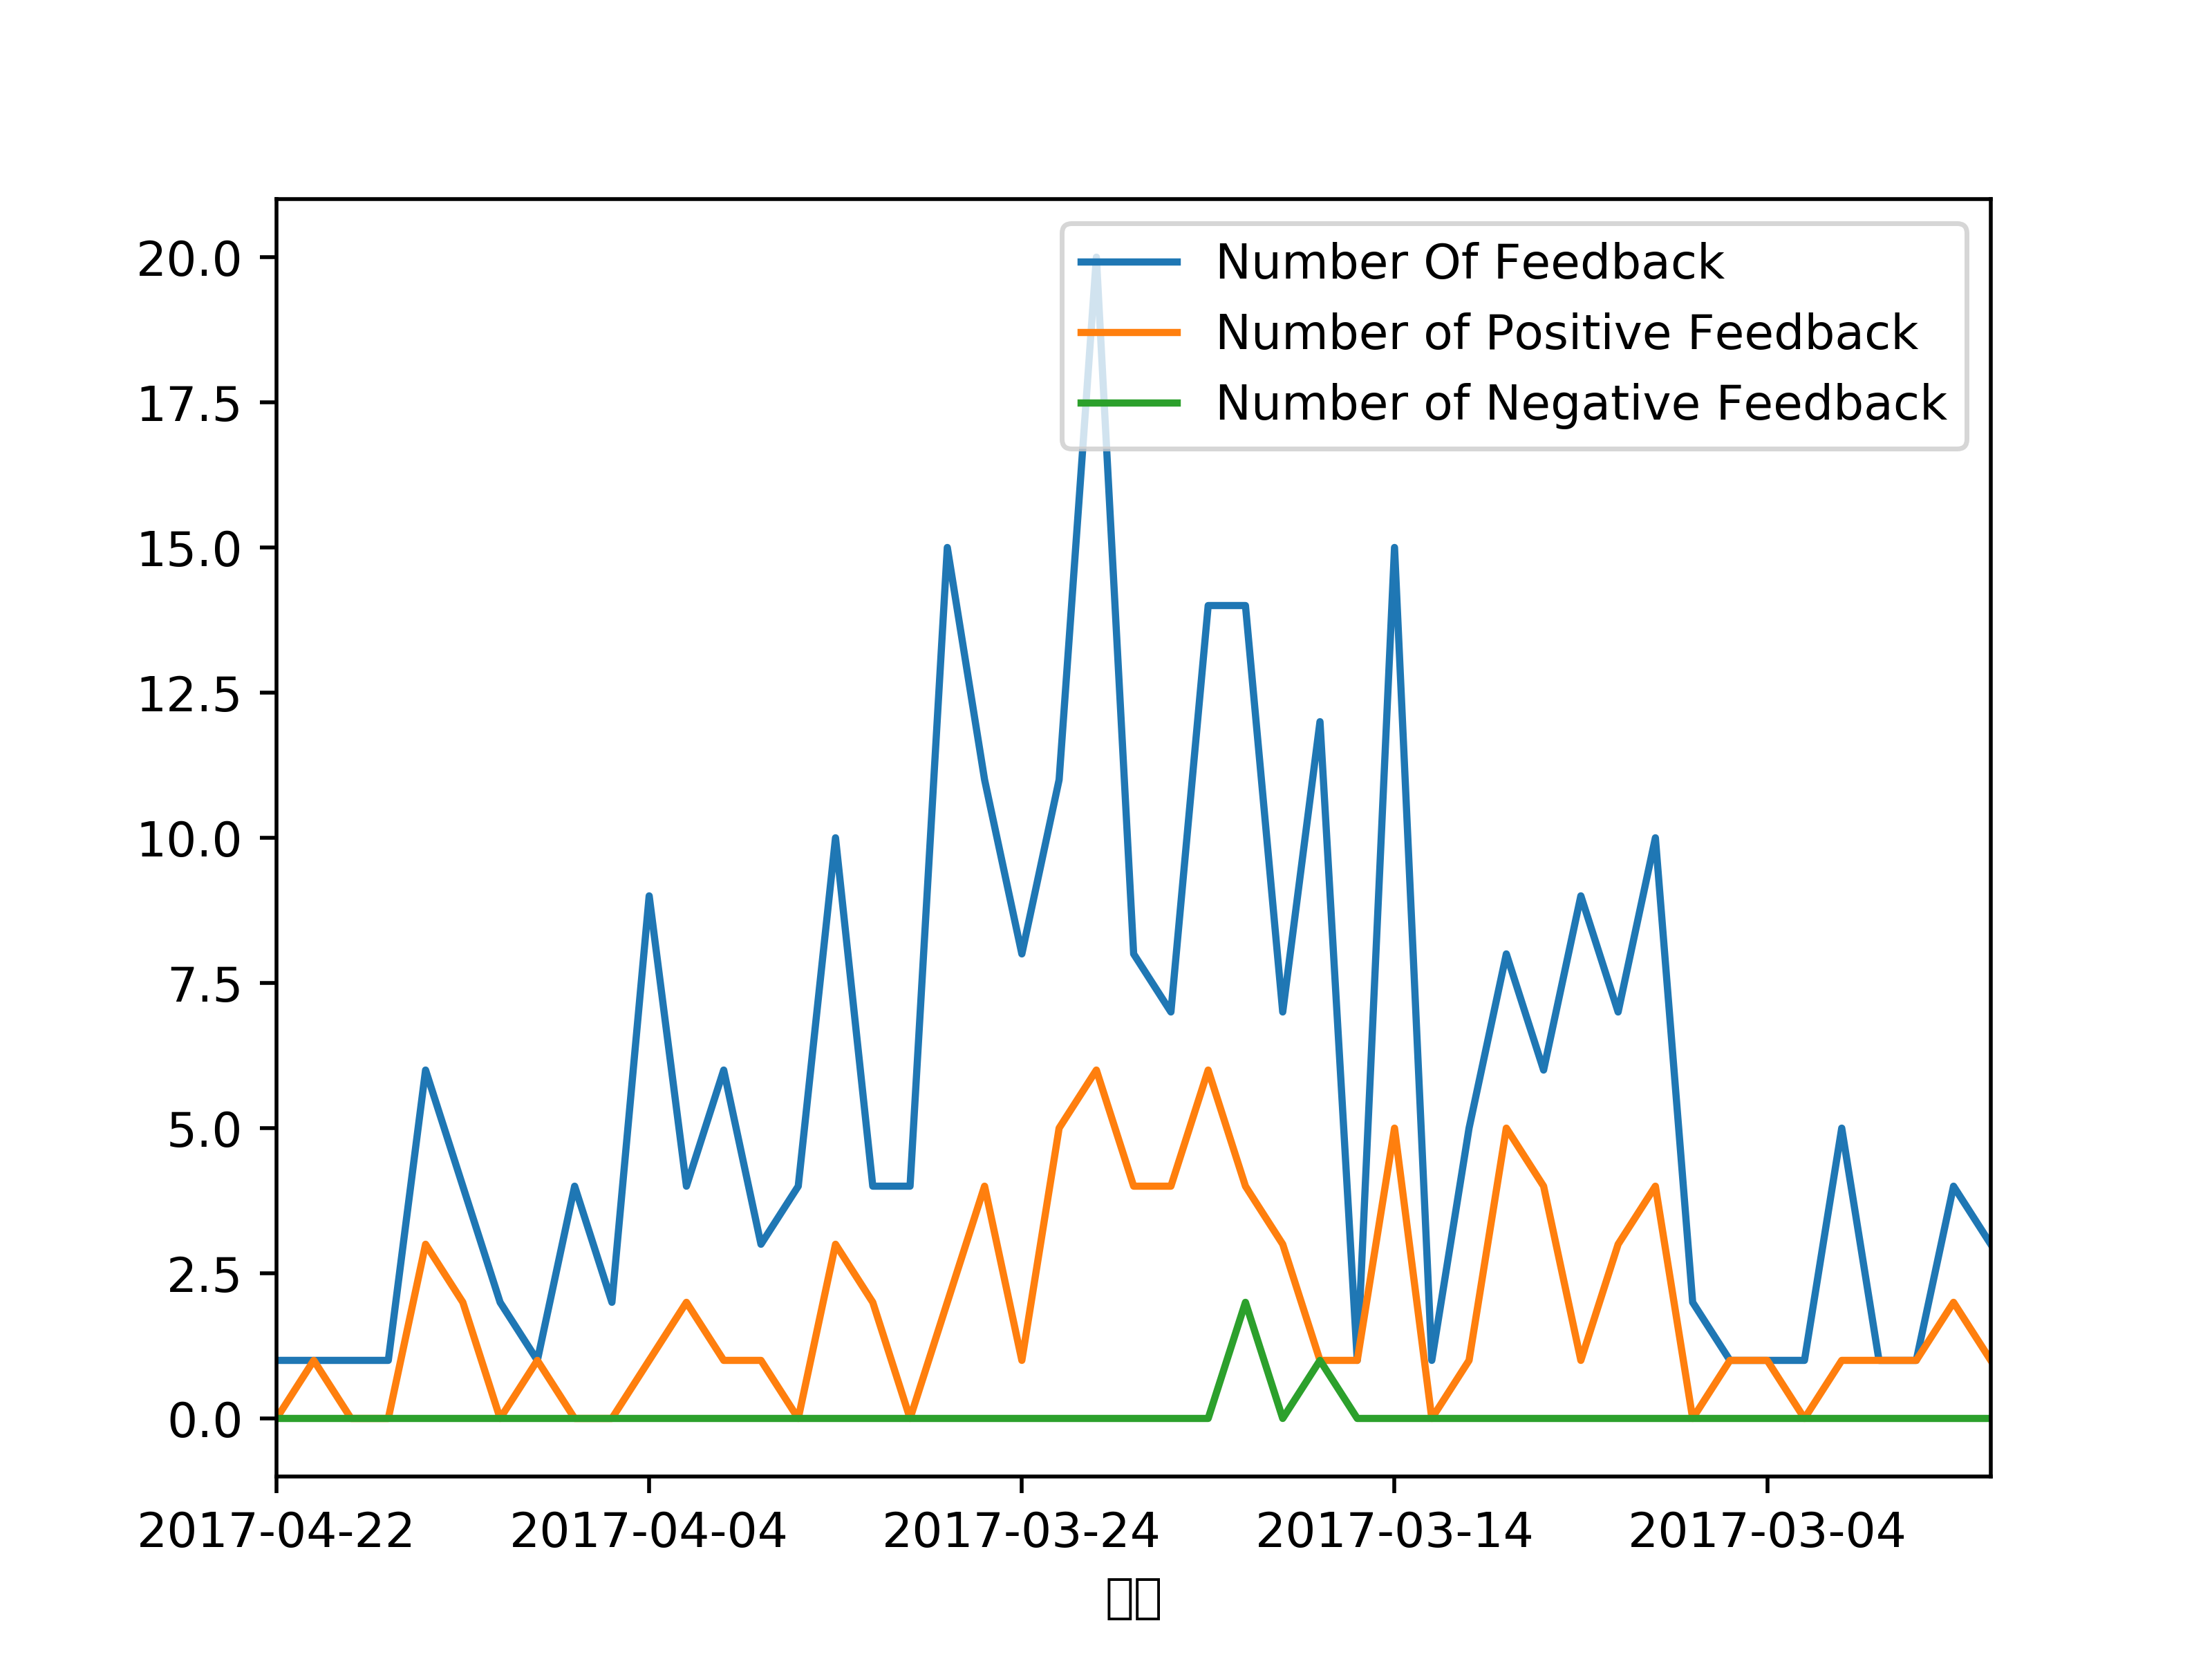 Number Of Feedback
Number of Positive Feedback
Number of Negative Feedback
20.0
17.5
15.0
12.5
10.0
7.5
5.0
2.5
0.0
2017-04-22 2017-04-04 2017-03-24 2017-03-14 2017-03-04